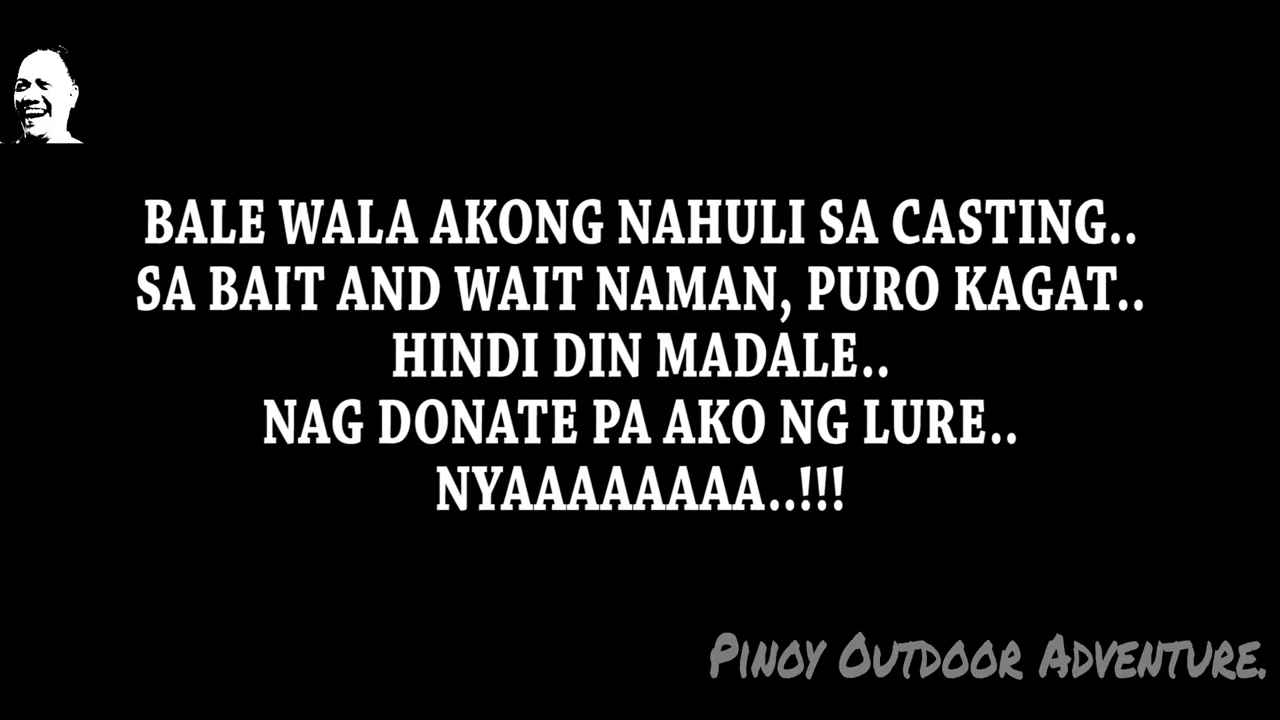 BALE WALA AKONG NAHULI SA CASTING..
SA BAIT AND WAIT NAMAN, PURO KAGAT..
HINDI DIN MADALE..
NAG DONATE PA AKO NG LURE..
NYAAAAAAAA..!!!
PINOY OUTDOOR ADVENTURE.